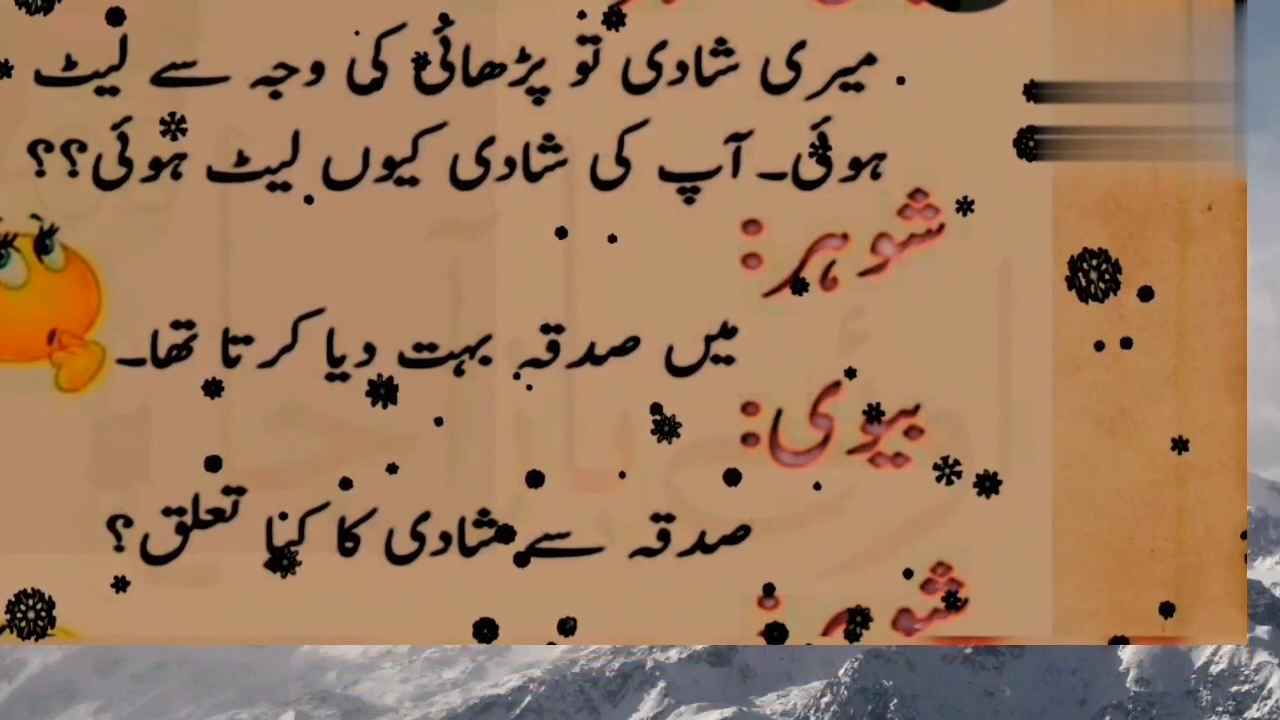 میری شادی تو پڑھائی کی وجہ سے لیٹ
ہوئی۔ آپ کی شادی کیوں لیٹ ہوئی؟؟
شوہر:
میں صدقہ بہت دیا کرتا تھا۔
بیوی:
صدقہ سے شادی کا کیا تعلق؟
شوہر: